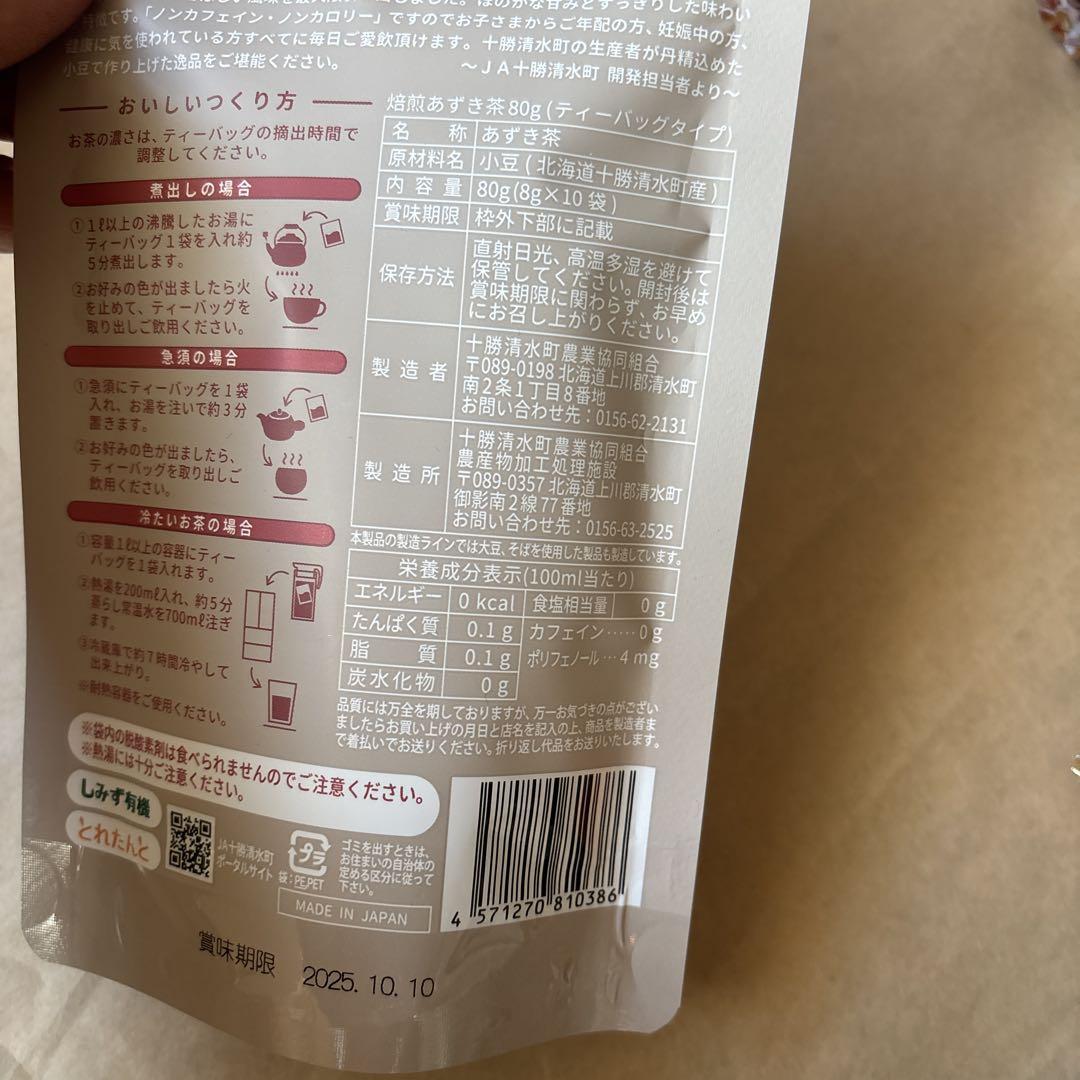 風味を最大限
ほのかな甘みとすっきりした味わい
特徴です。「ノンカフェイン・ノンカロリー」ですのでお子さまからご年配の方、妊娠中の方、
健康に気を使われている方すべてに毎日ご愛飲頂けます。十勝清水町の生産者が丹精込めた
小豆で作り上げた逸品をご堪能ください。
～JA十勝清水町 開発担当者より～
おいしいつくり方
お茶の濃さは、ティーバッグの摘出時間で
調整してください。
煮出しの場合
①1ℓ以上の沸騰したお湯に
ティーバッグ1袋を入れ約
5分煮出します。
②お好みの色が出ましたら火
を止めて、ティーバッグを
取り出しご飲用ください。
急須の場合
①急須にティーバッグを1袋
入れ、お湯を注いで約3分
置きます。
②お好みの色が出ましたら、
ティーバッグを取り出しご
飲用ください。
冷たいお茶の場合
①容量1ℓ以上の容器にティー
バッグを1袋入れます。
②熱湯を200mℓ入れ、約5分
蒸らし常温水を700mℓ注ぎ
ます。
③冷蔵庫で約7時間冷やして
出来上がり。
※耐熱容器をご使用ください。
焙煎あずき茶80g(ティーバッグタイプ)
名 称 あずき茶
原材料名 小豆(北海道十勝清水町産)
内容量 80g(8g×10袋)
賞味期限 枠外下部に記載
保存方法 直射日光、高温多湿を避けて
保管してください。開封後は
賞味期限に関わらず、お早め
にお召し上がりください。
製造者 十勝清水町農業協同組合
〒089-0198 北海道上川郡清水町
南2条1丁目8番地
お問い合わせ先:0156-62-2131
製造所 十勝清水町農業協同組合
農産物加工処理施設
〒089-0357 北海道上川郡清水町
御影南2線77番地
お問い合わせ先:0156-63-2525
本製品の製造ラインでは大豆、そばを使用した製品も製造しています。
栄養成分表示(100ml当たり)
エネルギー 0 kcal 食塩相当量 0 g
たんぱく質 0.1 g カフェイン‥‥‥0 g
脂 質 0.1 g ポリフェノール‥‥4 mg
炭水化物 0 g
品質には万全を期しておりますが、万一お気づきの点がござい
ましたらお買い上げの月日と店名を記入の上、商品を製造者ま
で着払いでお送りください。折り返し代品をお送りいたします。
※袋内の脱酸素剤は食べられませんのでご注意ください。
※熱湯には十分ご注意ください。
しみず有機
とれたんと
JA十勝清水町
ポータルサイト
プラ
袋:PE,PET
ゴミを出すときは、
お住まいの自治体の
定める区分に従って
下さい。
MADE IN JAPAN
4 571270 810386
賞味期限 2025.10.10